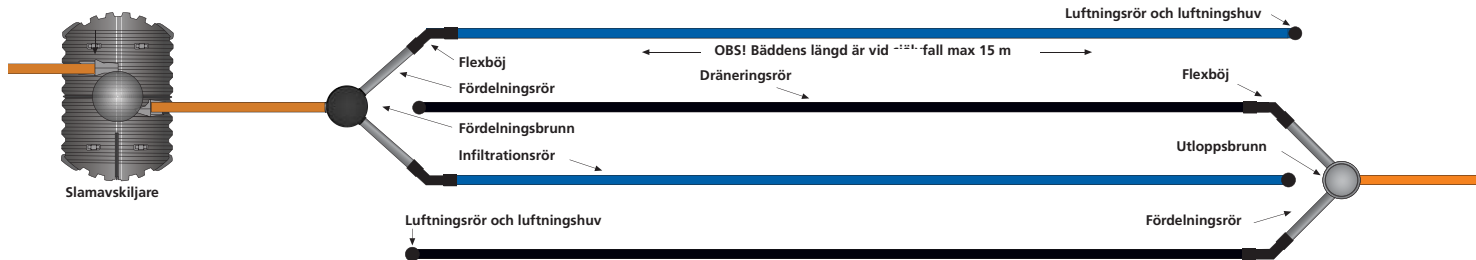 Luftningsrör och luftningshuv
OBS! Bäddens längd är vid självfall max 15 m
Flexböj
Dräneringsrör
Flexböj
Fördelningsrör
Fördelningsbrunn
Infiltrationsrör
Utloppsbrunn
Slamavskiljare
Luftningsrör och luftningshuv
Fördelningsrör